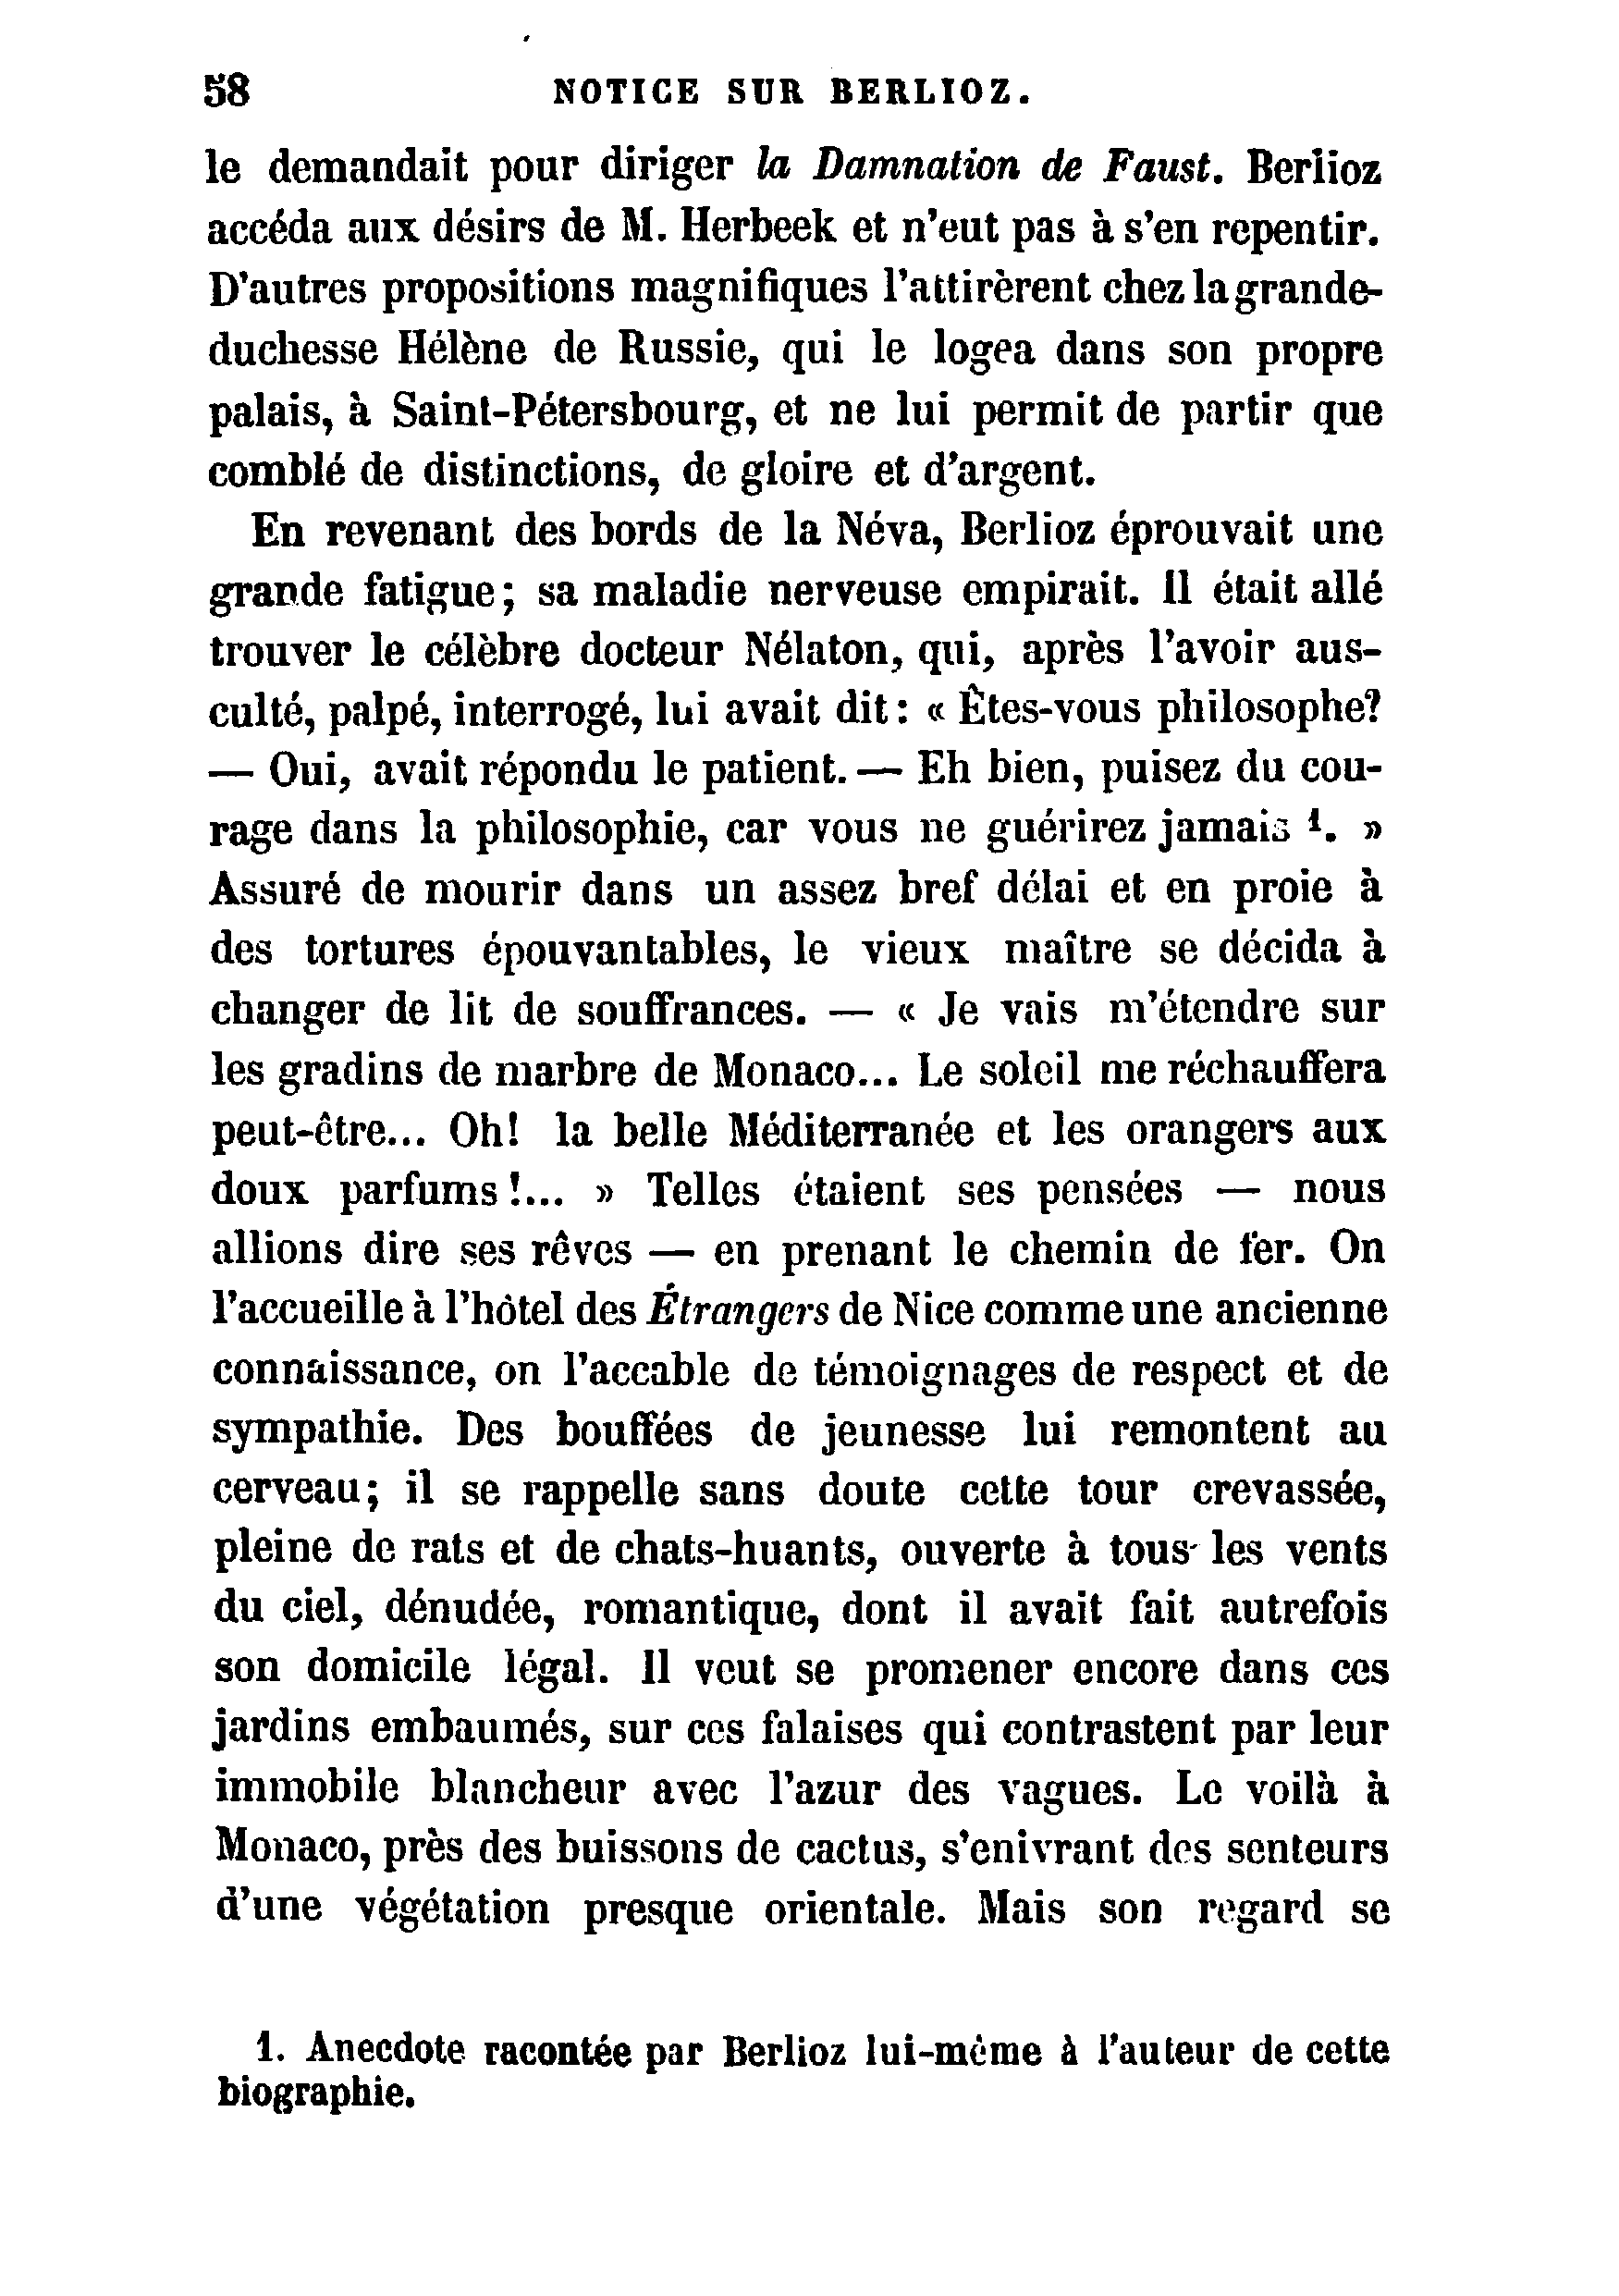 58 NOTICE SUR BERLIOZ.
le demandait pour diriger la Damnation de Faust. Berlioz
accéda aux désirs de M. Herbeek et n'eut pas à s'en repentir.
D'autres propositions magnifiques l'attirèrent chez la grande-
duchesse Hélène de Russie, qui le logea dans son propre
palais, à Saint-Pétersbourg, et ne lui permit de partir que
comblé de distinctions, de gloire et d'argent.
En revenant des bords de la Néva, Berlioz éprouvait une
grande fatigue; sa maladie nerveuse empirait. Il était allé
trouver le célèbre docteur Nélaton, qui, après l'avoir aus-
culté, palpé, interrogé, lui avait dit: « Êtes-vous philosophe?
— Oui, avait répondu le patient. — Eh bien, puisez du cou-
rage dans la philosophie, car vous ne guérirez jamais 1. »
Assuré de mourir dans un assez bref délai et en proie à
des tortures épouvantables, le vieux maître se décida à
changer de lit de souffrances. — « Je vais m'étendre sur
les gradins de marbre de Monaco... Le soleil me réchauffera
peut-être... Oh! la belle Méditerranée et les orangers aux
doux parfums!... » Telles étaient ses pensées — nous
allions dire ses rêves — en prenant le chemin de fer. On
l'accueille à l'hôtel des Étrangers de Nice comme une ancienne
connaissance, on l'accable de témoignages de respect et de
sympathie. Des bouffées de jeunesse lui remontent au
cerveau; il se rappelle sans doute cette tour crevassée,
pleine de rats et de chats-huants, ouverte à tous les vents
du ciel, dénudée, romantique, dont il avait fait autrefois
son domicile légal. Il veut se promener encore dans ces
jardins embaumés, sur ces falaises qui contrastent par leur
immobile blancheur avec l'azur des vagues. Le voilà à
Monaco, près des buissons de cactus, s'enivrant des senteurs
d'une végétation presque orientale. Mais son regard se
1. Anecdote racontée par Berlioz lui-même à l'auteur de cette
biographie.